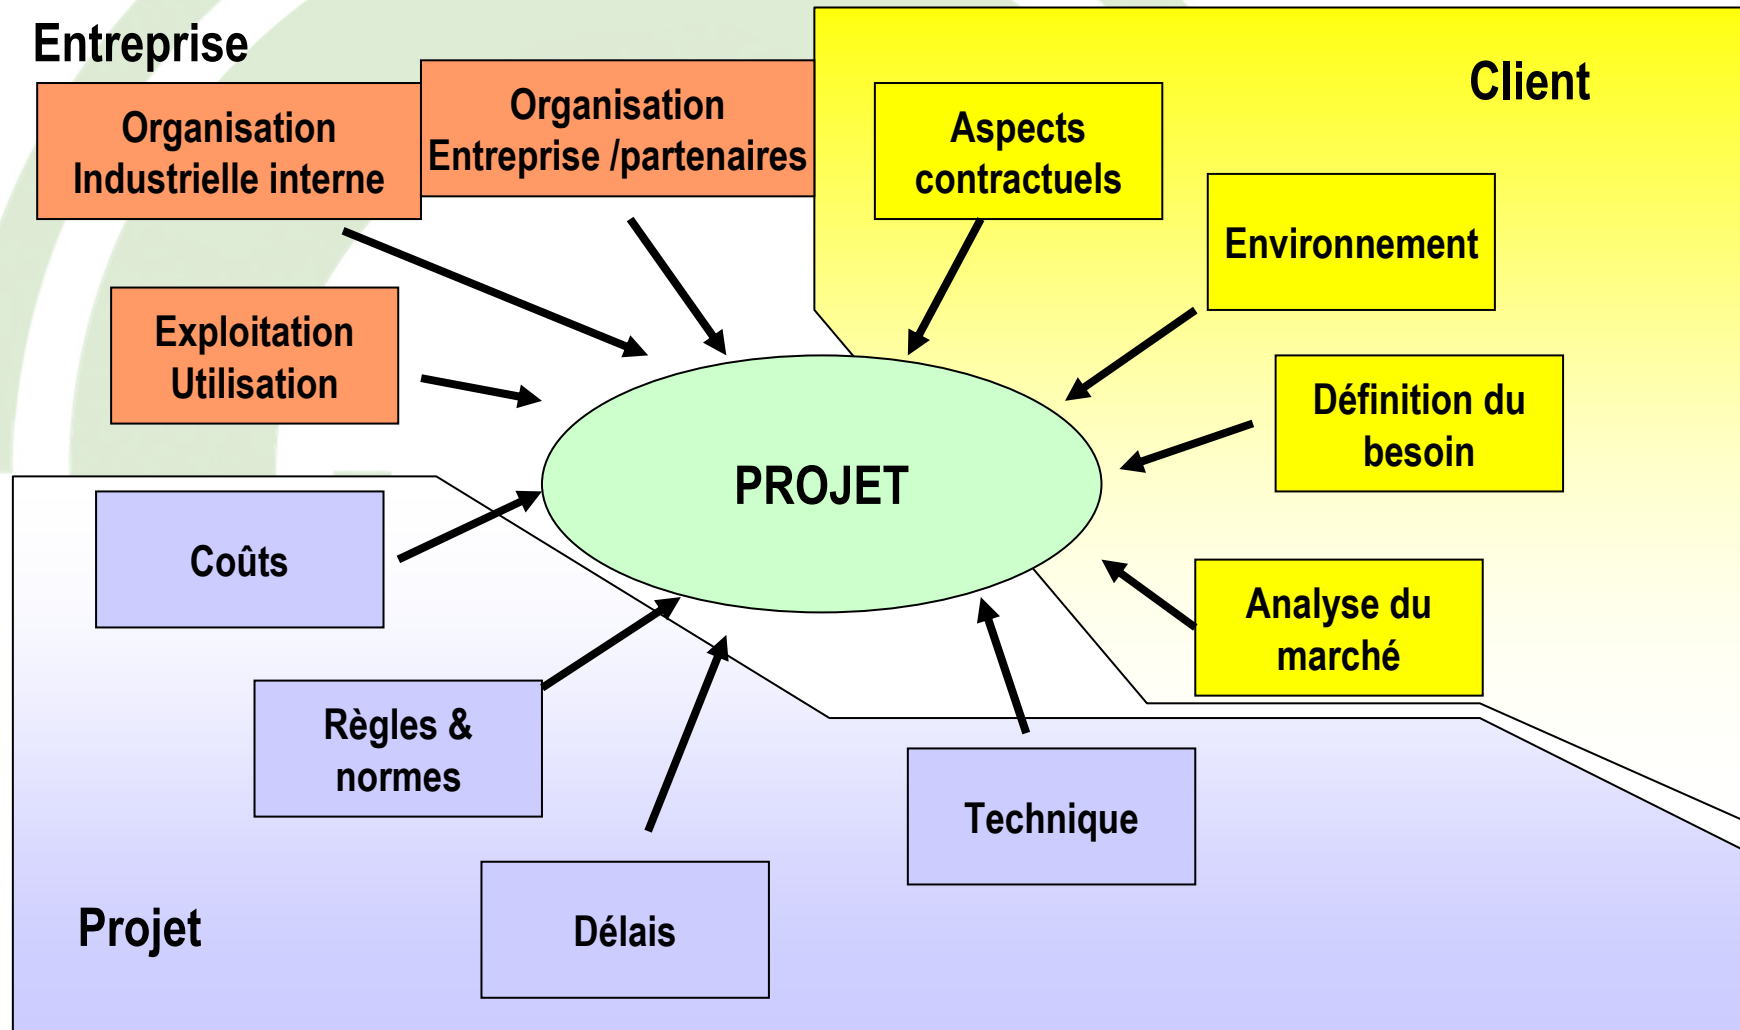 Entreprise
Client
Organisation
Industrielle interne
Organisation
Entreprise /partenaires
Aspects
contractuels
Environnement
Exploitation
Utilisation
Définition du
besoin
PROJET
Coûts
Analyse du
marché
Règles &
normes
Technique
Délais
Projet